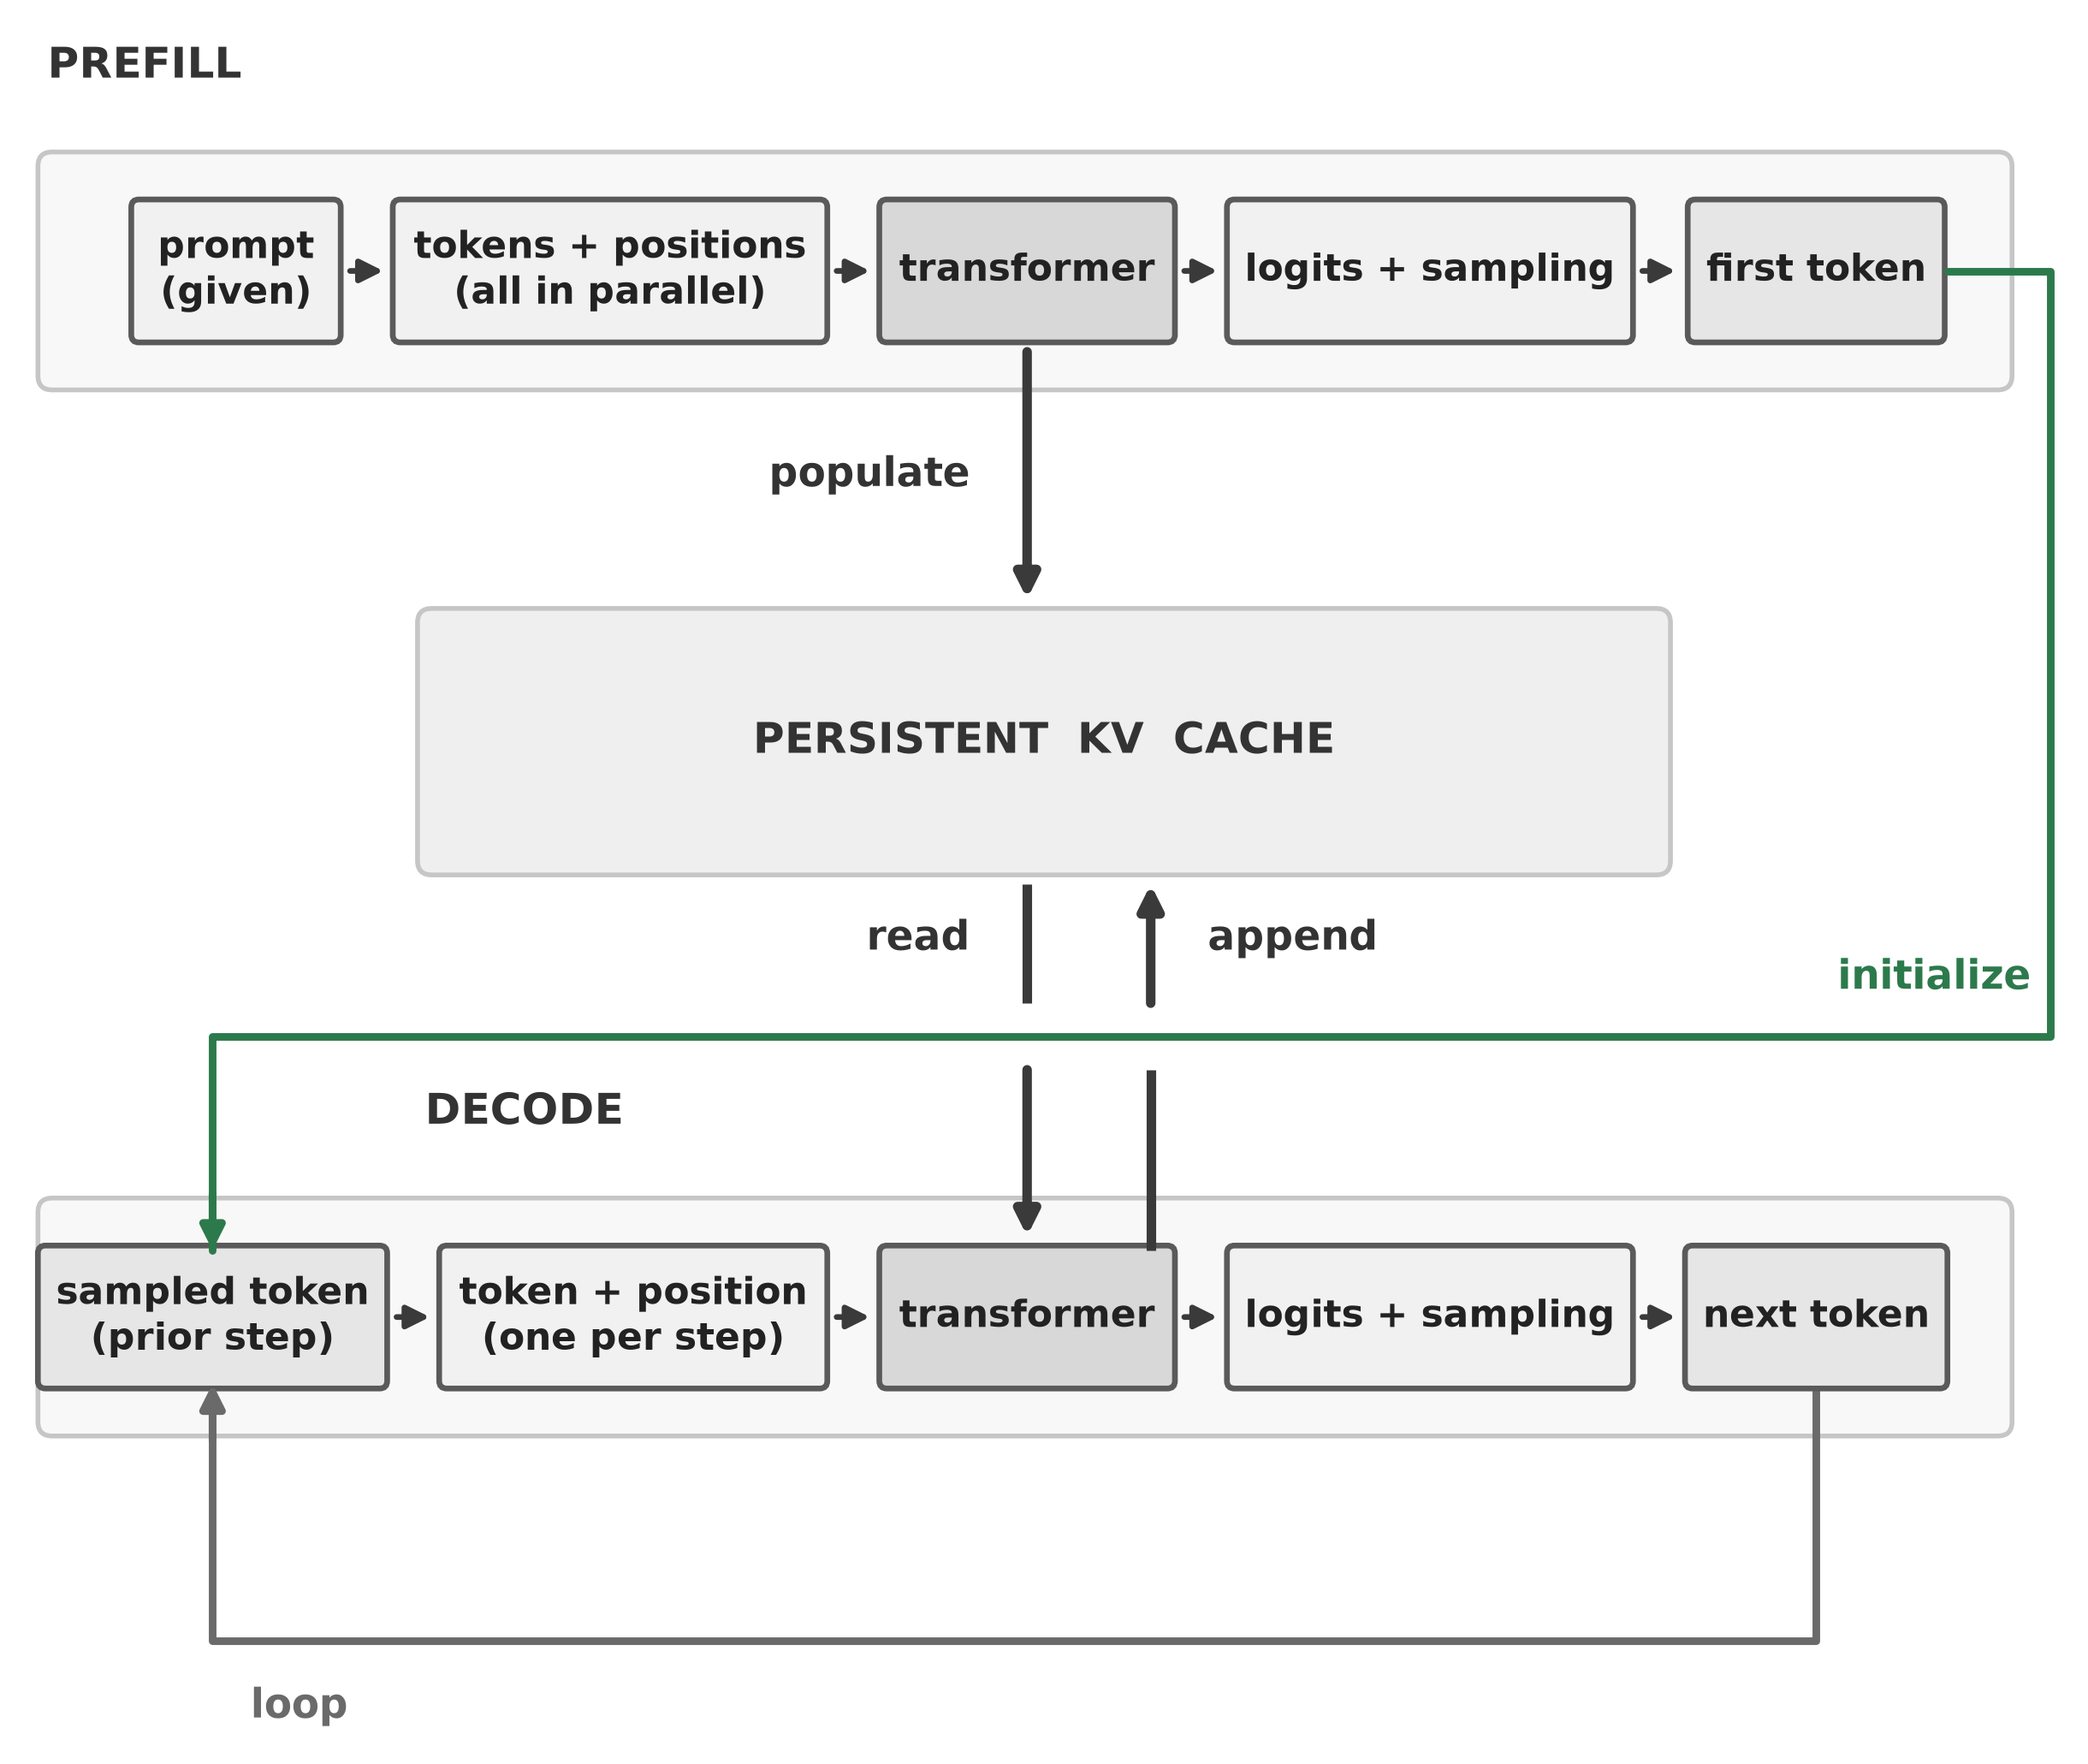 PREFILL
prompt
(given)
tokens + positions
(all in parallel)
transformer
logits + sampling
first token
populate
PERSISTENT KV CACHE
read
append
initialize
DECODE
sampled token
(prior step)
token + position
(one per step)
transformer
logits + sampling
next token
loop